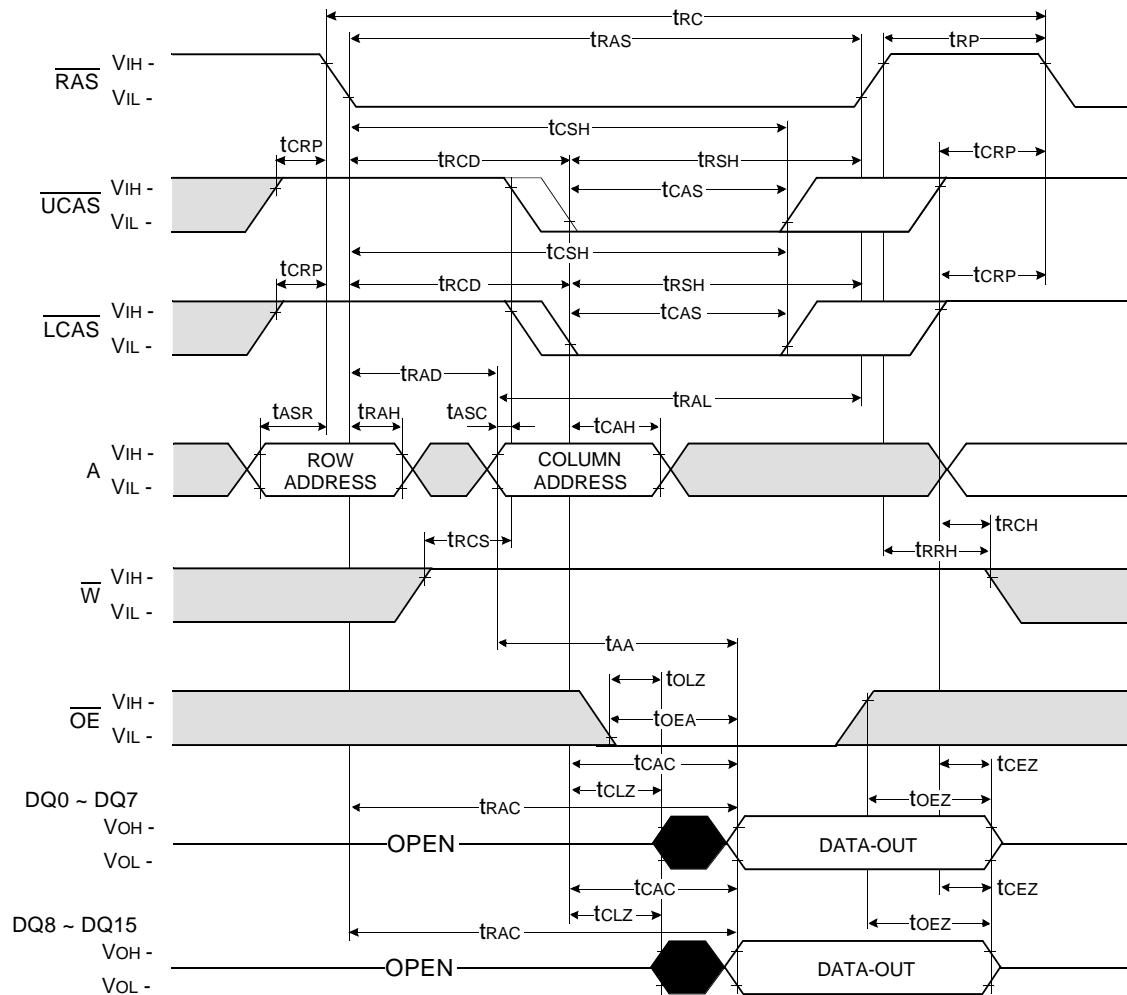 tRC
tRAS
tRP
RAS
VIH -
VIL -
tCSH
tCRP
tRCD
tRSH
tCRP
UCAS
VIH -
VIL -
tCAS
tCSH
tCRP
tRCD
tRSH
tCRP
LCAS
VIH -
VIL -
tCAS
tRAD
tRAL
tASR
tRAH
tASC
tCAH
A
VIH -
VIL -
ROW
ADDRESS
COLUMN
ADDRESS
tRCS
tRCH
tRRH
W
VIH -
VIL -
tAA
OE
VIH -
VIL -
tOLZ
tOEA
tCAC
tCEZ
tCLZ
tOEZ
DQ0 ~ DQ7
tRAC
VOH -
VOL -
OPEN
DATA-OUT
tCAC
tCEZ
tCLZ
tOEZ
DQ8 ~ DQ15
tRAC
VOH -
VOL -
OPEN
DATA-OUT